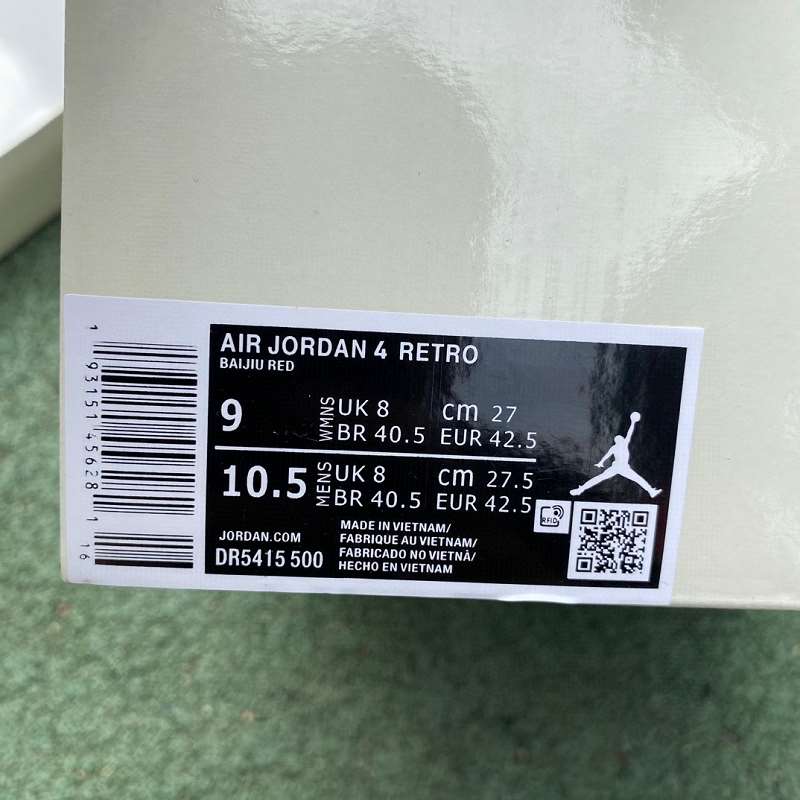 AIR JORDAN 4 RETRO
BAIJIU RED
9 WMNS UK 8 cm 27
BR 40.5 EUR 42.5
10.5 MENS UK 8 cm 27.5
BR 40.5 EUR 42.5
RFID
JORDAN.COM
DR5415 500
MADE IN VIETNAM/
FABRIQUE AU VIETNAM/
FABRICADO NO VIETNÃ/
HECHO EN VIETNAM
1 93151 45628 1 16